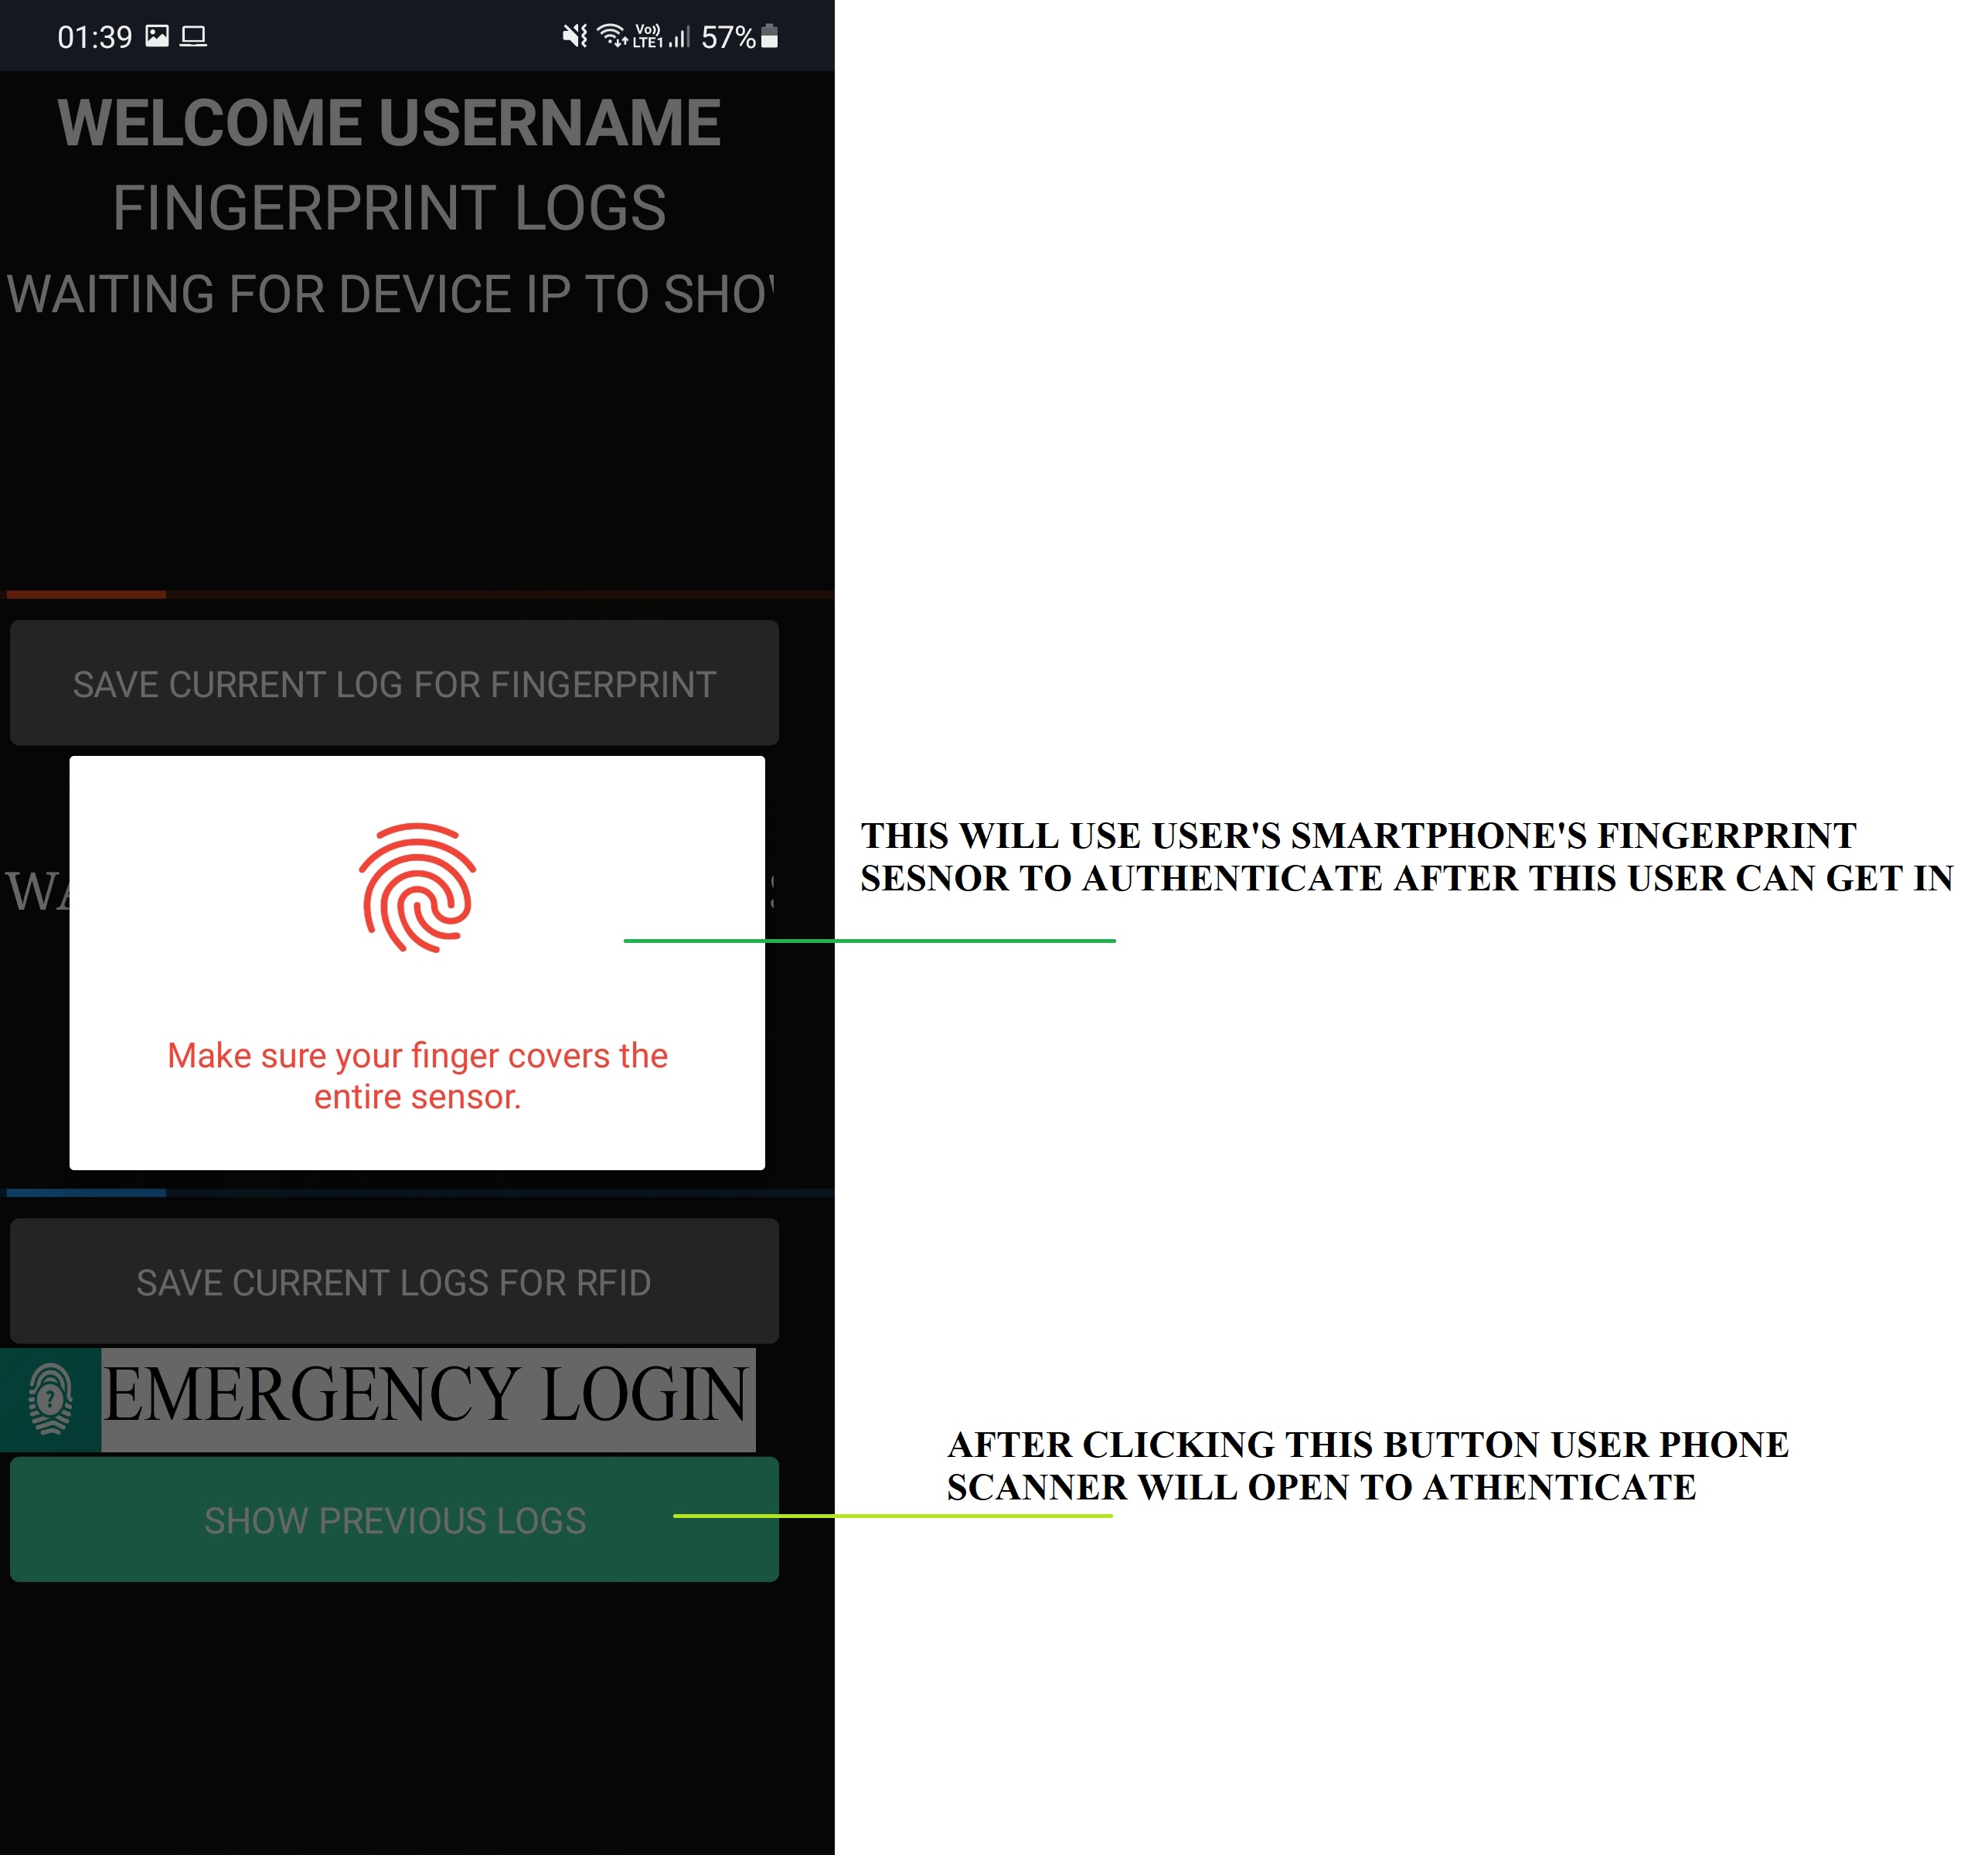 01:39
Vo)) LTE1 57%
WELCOME USERNAME
FINGERPRINT LOGS
WAITING FOR DEVICE IP TO SHO
SAVE CURRENT LOG FOR FINGERPRINT
THIS WILL USE USER'S SMARTPHONE'S FINGERPRINT
SESNOR TO AUTHENTICATE AFTER THIS USER CAN GET IN
WA
Make sure your finger covers the
entire sensor.
SAVE CURRENT LOGS FOR RFID
EMERGENCY LOGIN
AFTER CLICKING THIS BUTTON USER PHONE
SCANNER WILL OPEN TO ATHENTICATE
SHOW PREVIOUS LOGS